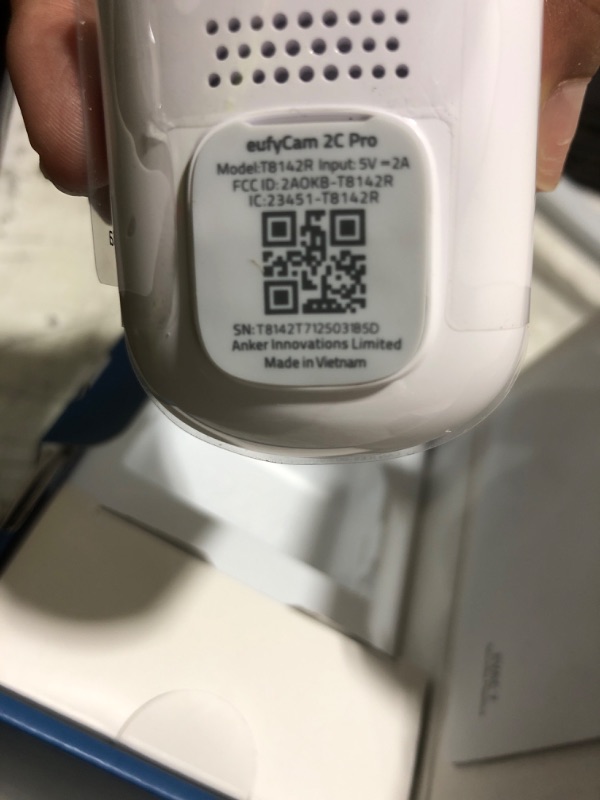 eufyCam 2C Pro
Model:T8142R Input: 5V⎓2A
FCC ID: 2AOKB-T8142R
IC:23451-T8142R
SN:T8142T712503185D
Anker Innovations Limited
Made in Vietnam